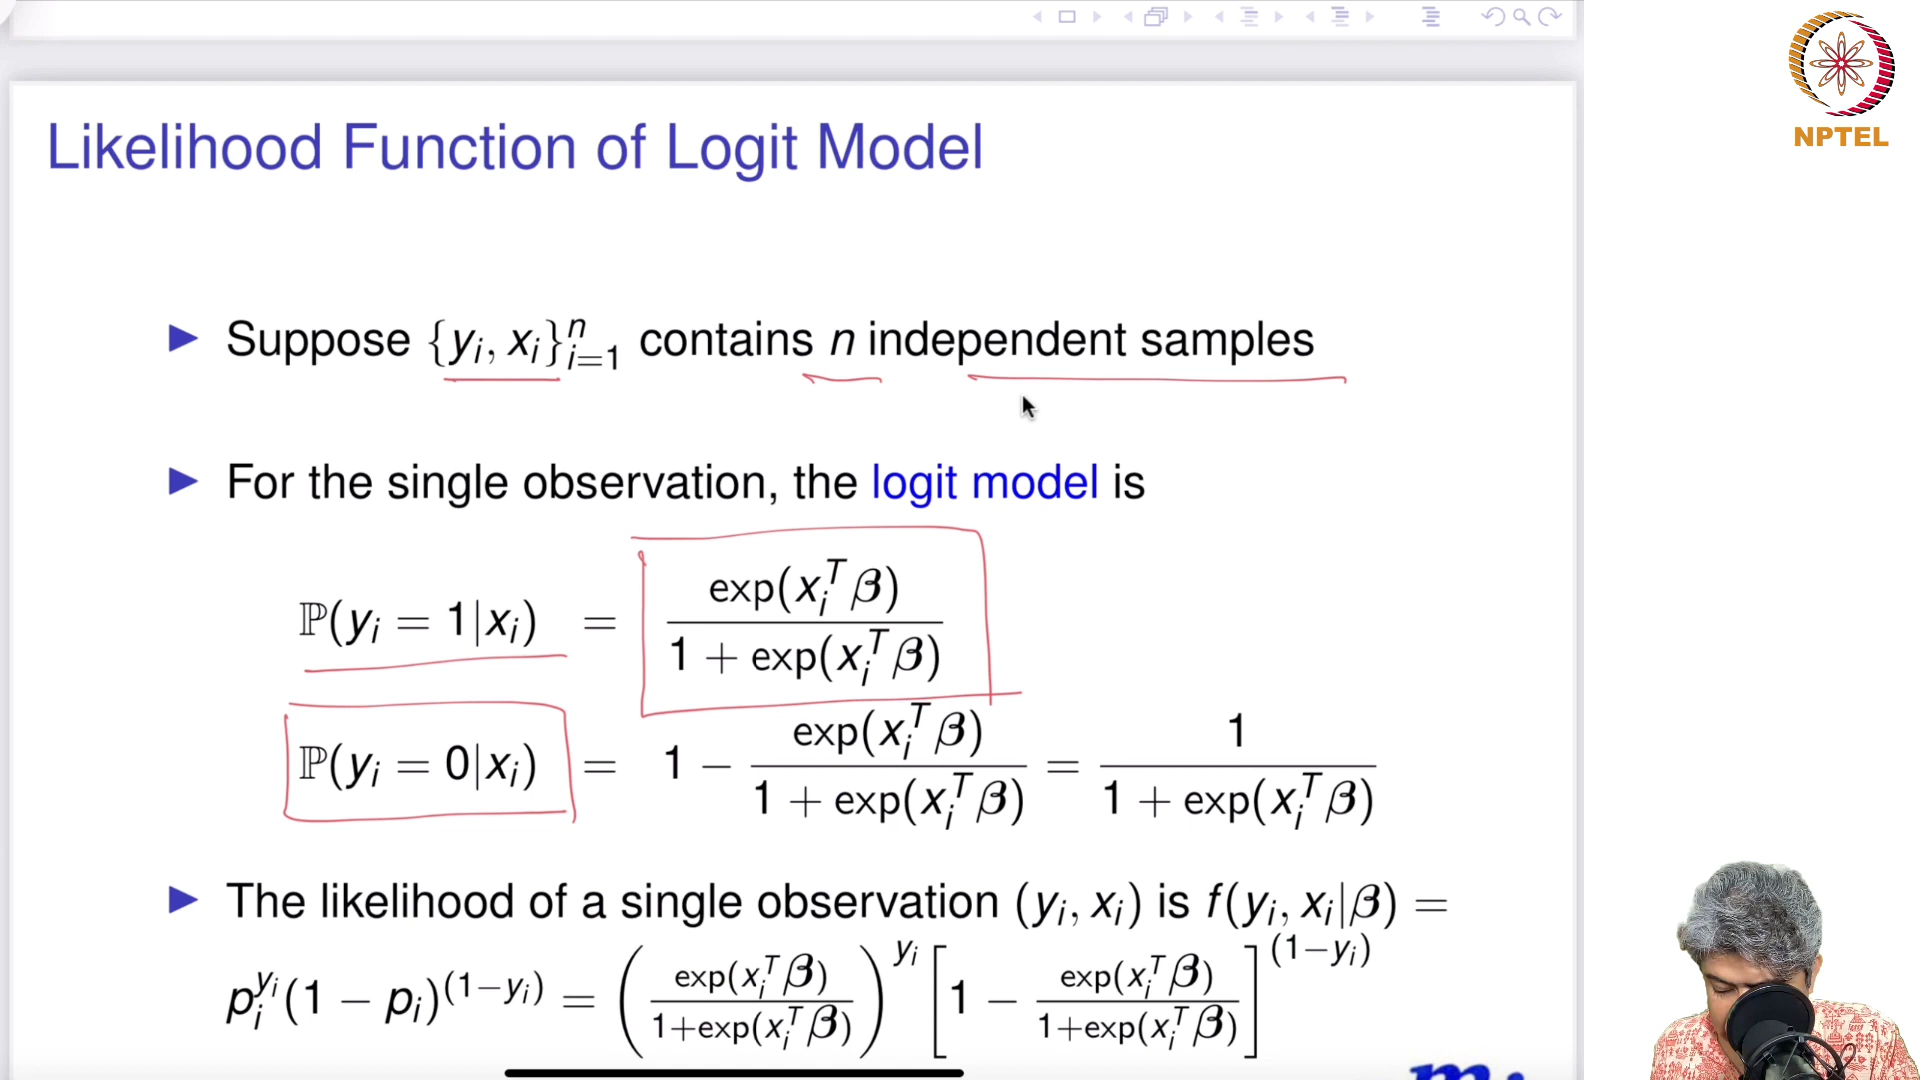 NPTEL
Likelihood Function of Logit Model
Suppose {yᵢ, xᵢ}ⁿᵢ₌₁ contains n independent samples
For the single observation, the logit model is
ℙ(yᵢ = 1|xᵢ) = exp(xᵢᵀβ) / 1 + exp(xᵢᵀβ)
ℙ(yᵢ = 0|xᵢ) = 1 − exp(xᵢᵀβ) / 1 + exp(xᵢᵀβ) = 1 / 1 + exp(xᵢᵀβ)
The likelihood of a single observation (yᵢ, xᵢ) is f(yᵢ, xᵢ|β) =
pᵢ^yᵢ (1 − pᵢ)^(1−yᵢ) = (exp(xᵢᵀβ) / 1+exp(xᵢᵀβ))^yᵢ [1 − exp(xᵢᵀβ) / 1+exp(xᵢᵀβ)]^(1−yᵢ)